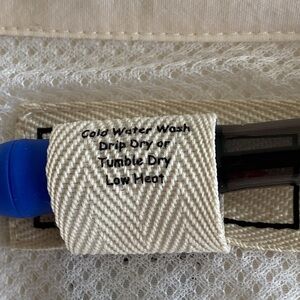 Cold Water Wash
Drip Dry or
Tumble Dry
Low Heat